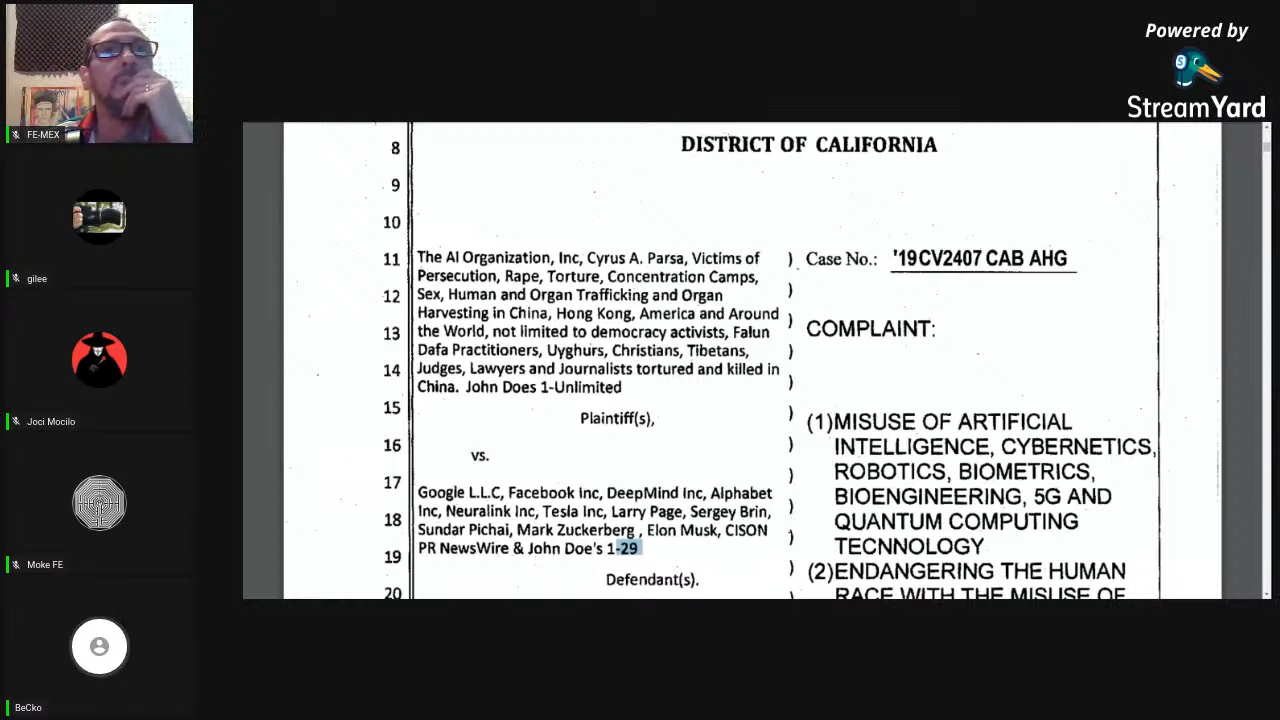 Powered by
StreamYard
FE-MEX
gilee
Joci Mocilo
Moke FE
BeCko
8
DISTRICT OF CALIFORNIA
9
10
11
The AI Organization, Inc, Cyrus A. Parsa, Victims of
Persecution, Rape, Torture, Concentration Camps,
12
Sex, Human and Organ Trafficking and Organ
Harvesting in China, Hong Kong, America and Around
13
the World, not limited to democracy activists, Falun
Dafa Practitioners, Uyghurs, Christians, Tibetans,
14
Judges, Lawyers and Journalists tortured and killed in
China. John Does 1-Unlimited
15
Plaintiff(s),
16
vs.
17
Google L.L.C, Facebook Inc, DeepMind Inc, Alphabet
Inc, Neuralink Inc, Tesla Inc, Larry Page, Sergey Brin,
18
Sundar Pichai, Mark Zuckerberg , Elon Musk, CISON
19
PR NewsWire & John Doe's 1-29
Defendant(s).
20
) Case No.: '19CV2407 CAB AHG
)
) COMPLAINT:
)
)
) (1)MISUSE OF ARTIFICIAL
) INTELLIGENCE, CYBERNETICS,
) ROBOTICS, BIOMETRICS,
) BIOENGINEERING, 5G AND
) QUANTUM COMPUTING
TECNNOLOGY
) (2)ENDANGERING THE HUMAN
) RACE WITH THE MISUSE OF